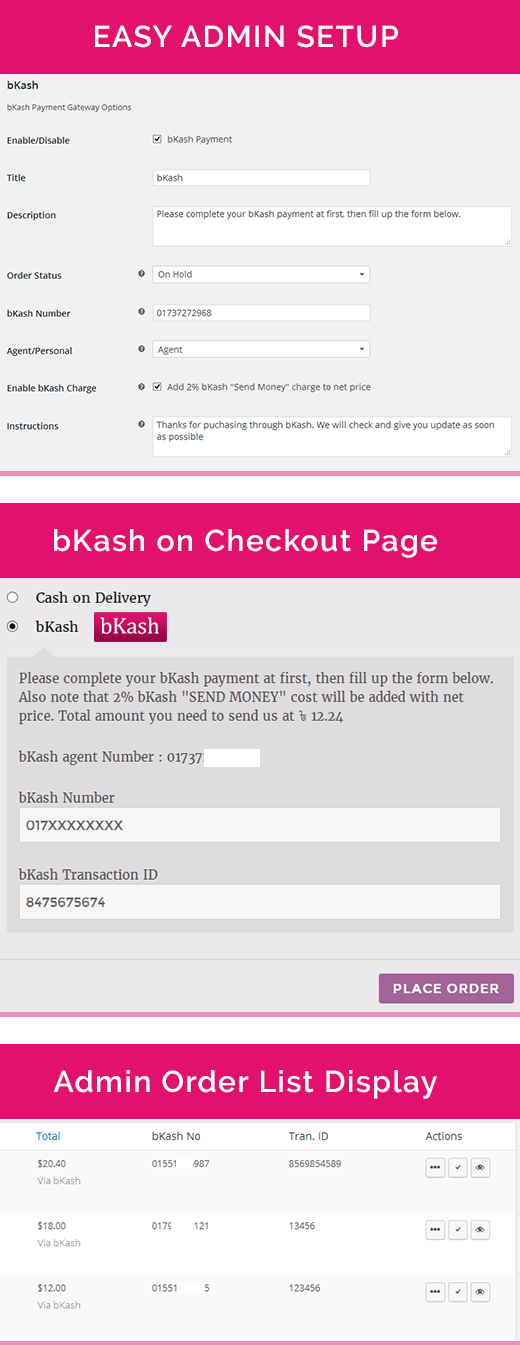 EASY ADMIN SETUP
bKash
bKash Payment Gateway Options
Enable/Disable bKash Payment
Title bKash
Description Please complete your bKash payment at first, then fill up the form below.
Order Status On Hold
bKash Number 01737272968
Agent/Personal Agent
Enable bKash Charge Add 2% bKash "Send Money" charge to net price
Instructions Thanks for puchasing through bKash. We will check and give you update as soon
as possible
bKash on Checkout Page
Cash on Delivery
bKash bKash
Please complete your bKash payment at first, then fill up the form below.
Also note that 2% bKash "SEND MONEY" cost will be added with net
price. Total amount you need to send us at ৳ 12.24
bKash agent Number : 01737
bKash Number
017XXXXXXXX
bKash Transaction ID
8475675674
PLACE ORDER
Admin Order List Display
Total bKash No Tran. ID Actions
$20.40 01551 987 8569854589
Via bKash
$18.00 0179 121 13456
Via bKash
$12.00 01551 5 123456
Via bKash